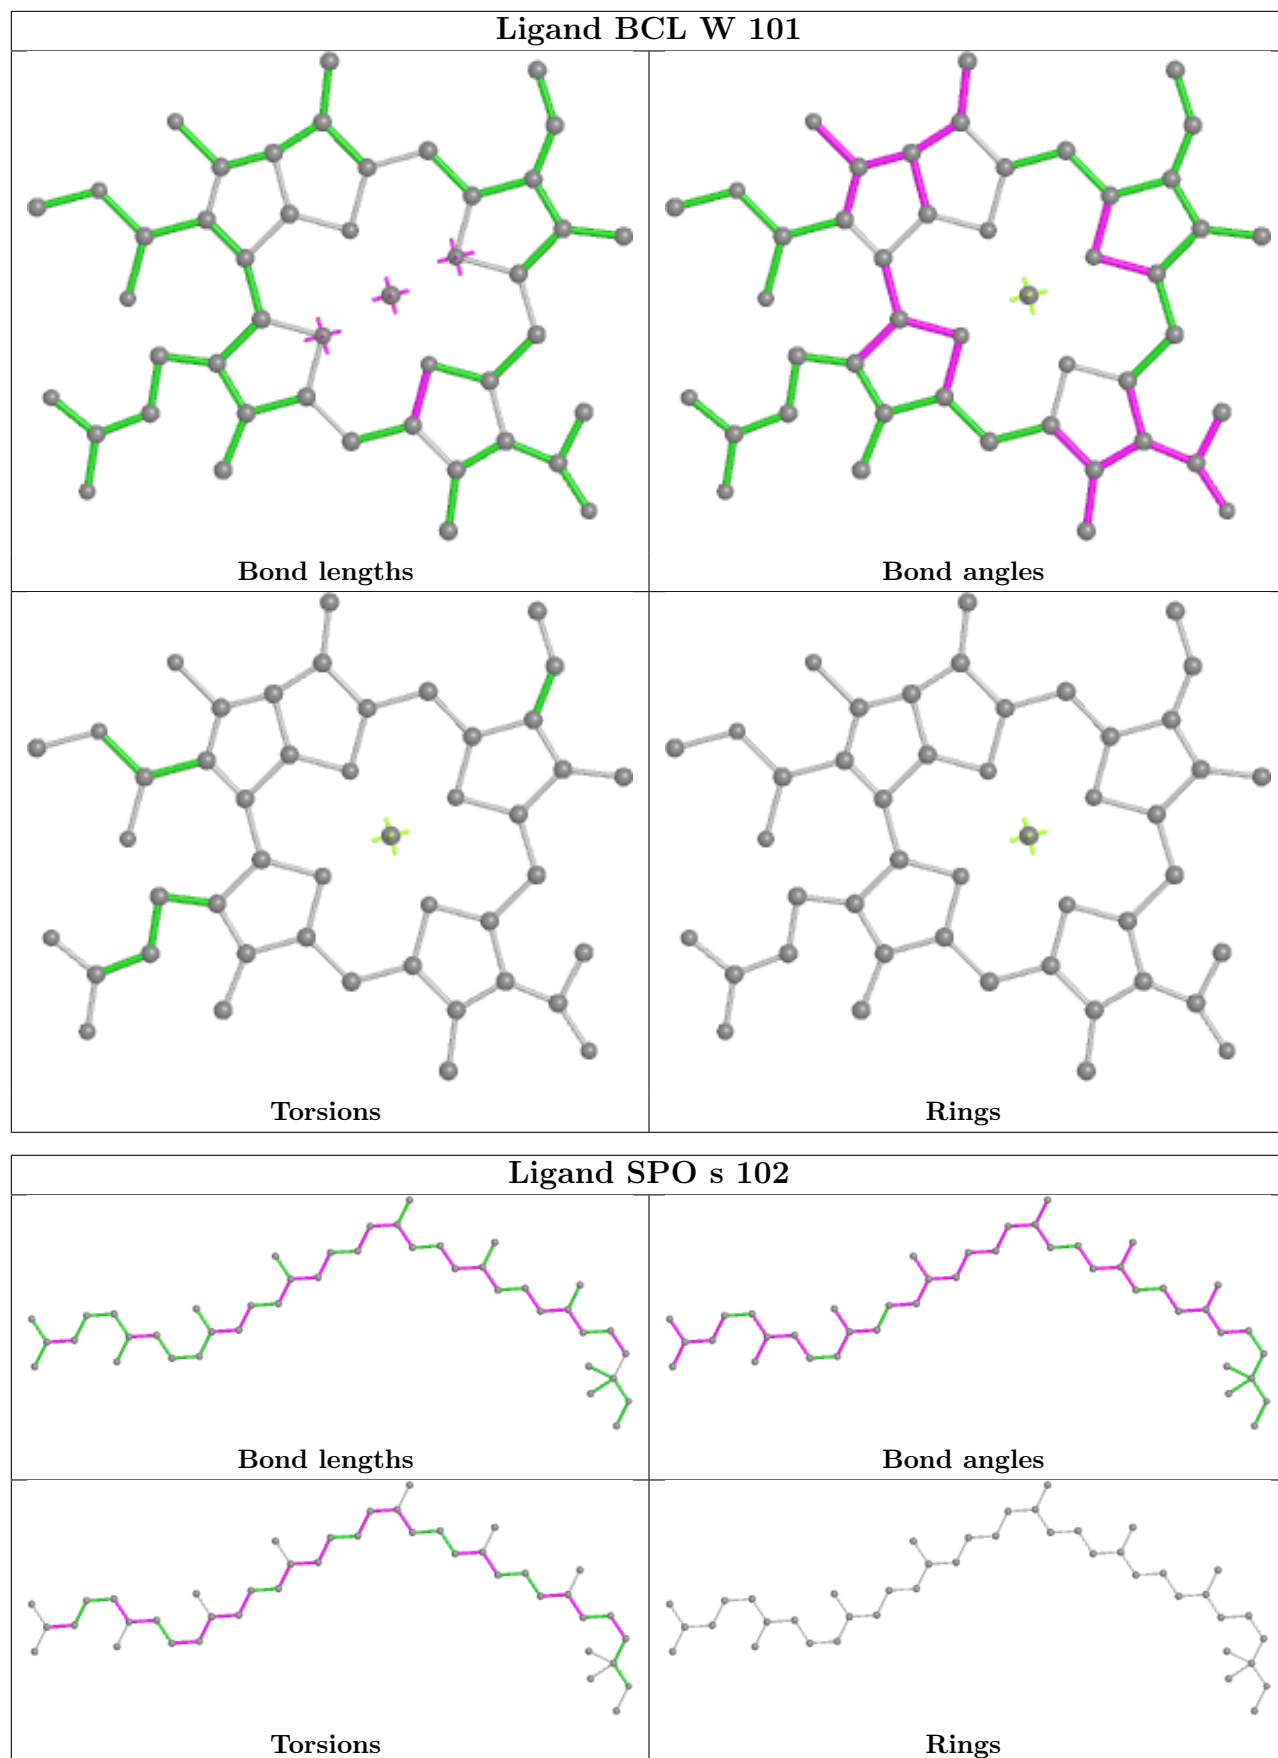 Ligand BCL W 101
Bond lengths
Bond angles
Torsions
Rings
Ligand SPO s 102
Bond lengths
Bond angles
Torsions
Rings